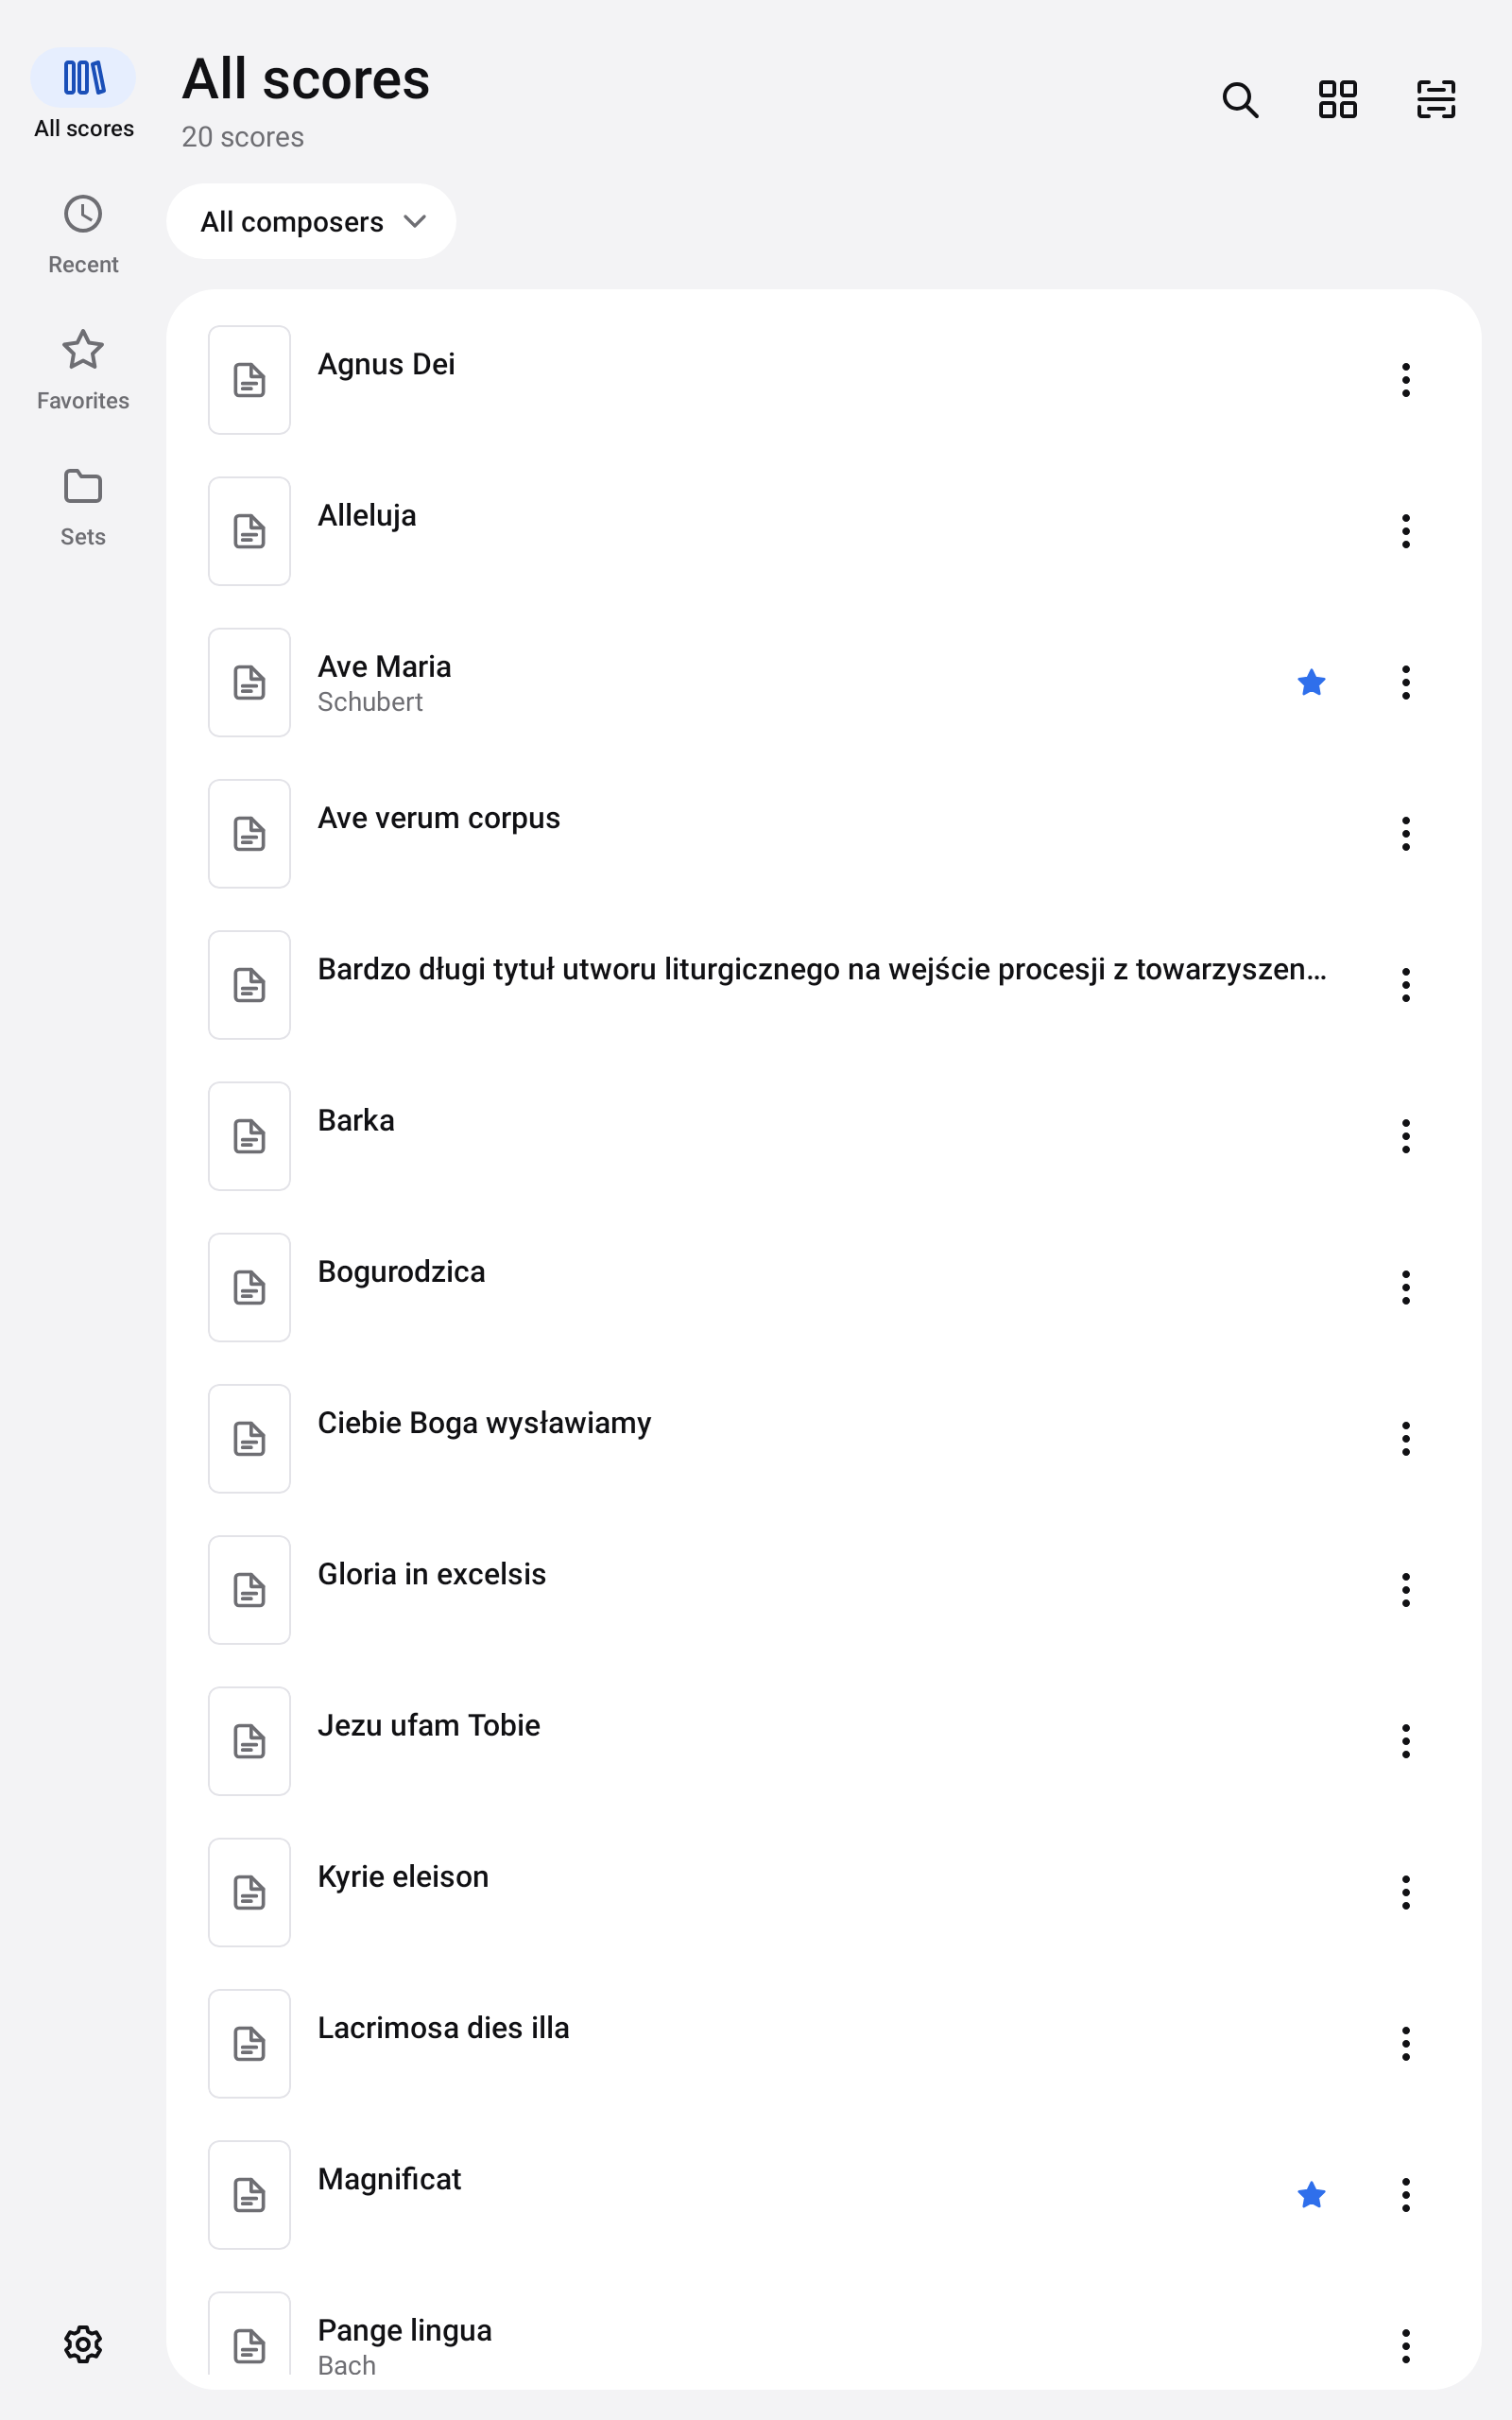 All scores
20 scores
All scores
Recent
Favorites
Sets
All composers
Agnus Dei
Alleluja
Ave Maria
Schubert
Ave verum corpus
Bardzo długi tytuł utworu liturgicznego na wejście procesji z towarzyszen...
Barka
Bogurodzica
Ciebie Boga wysławiamy
Gloria in excelsis
Jezu ufam Tobie
Kyrie eleison
Lacrimosa dies illa
Magnificat
Pange lingua
Bach